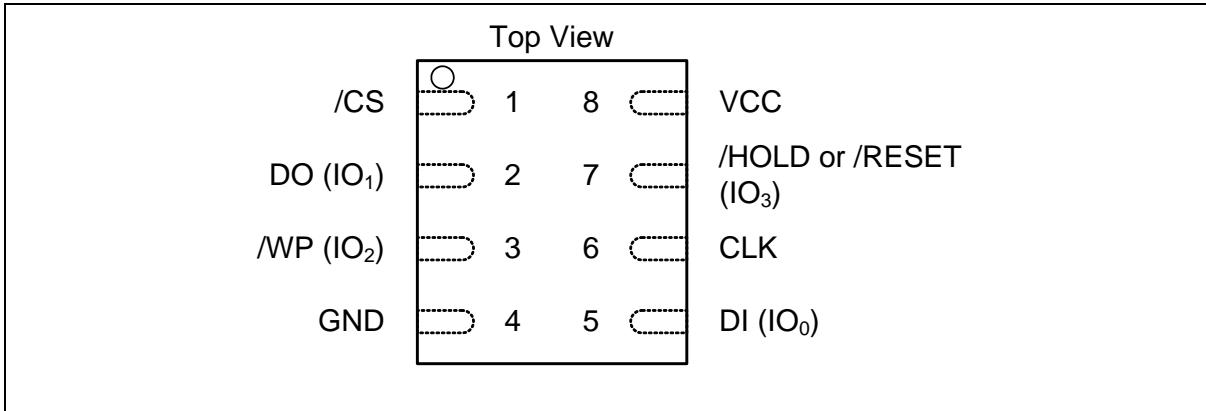 Top View
/CS 1 8 VCC
DO (IO₁) 2 7 /HOLD or /RESET
(IO₃)
/WP (IO₂) 3 6 CLK
GND 4 5 DI (IO₀)